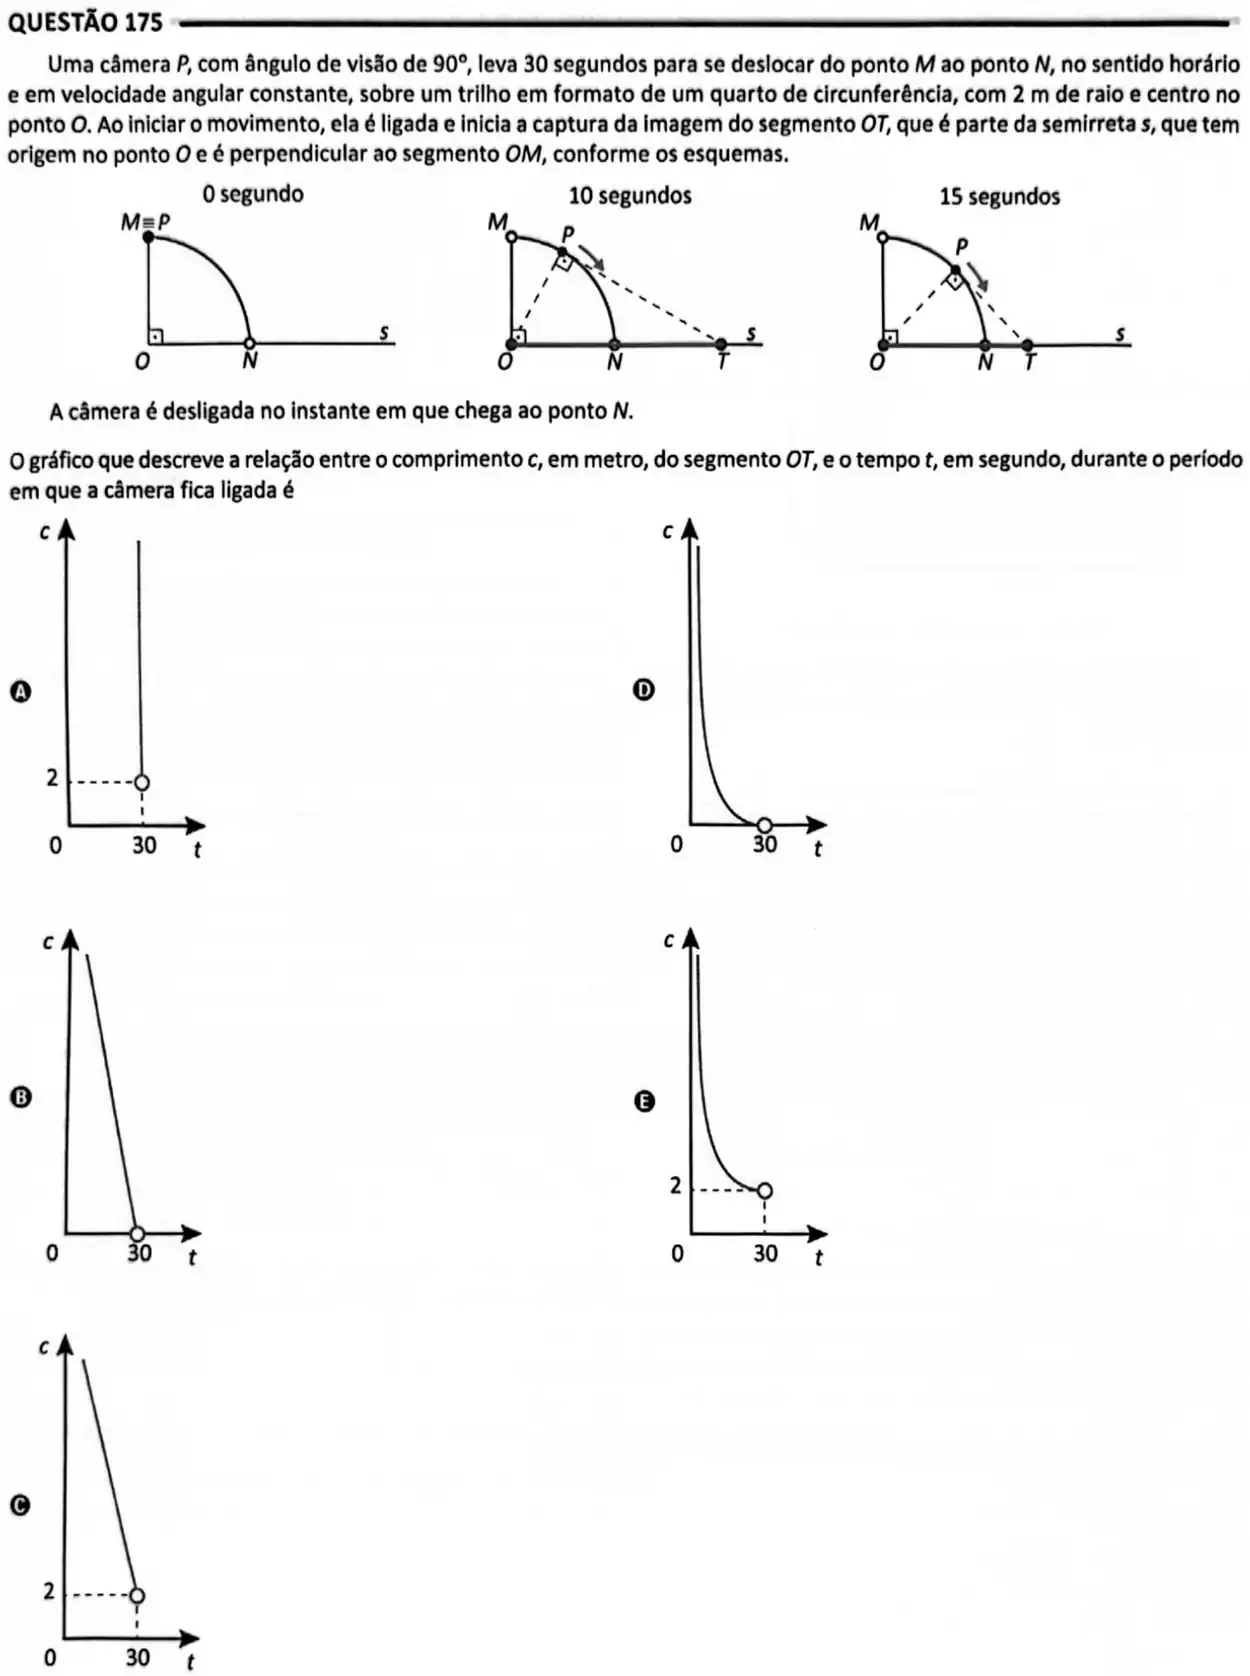 QUESTÃO 175
Uma câmera P, com ângulo de visão de 90°, leva 30 segundos para se deslocar do ponto M ao ponto N, no sentido horário
e em velocidade angular constante, sobre um trilho em formato de um quarto de circunferência, com 2 m de raio e centro no
ponto O. Ao iniciar o movimento, ela é ligada e inicia a captura da imagem do segmento OT, que é parte da semirreta s, que tem
origem no ponto O e é perpendicular ao segmento OM, conforme os esquemas.
0 segundo 10 segundos 15 segundos
M≡P M P M P
s s s
O N O N T O N T
A câmera é desligada no instante em que chega ao ponto N.
O gráfico que descreve a relação entre o comprimento c, em metro, do segmento OT, e o tempo t, em segundo, durante o período
em que a câmera fica ligada é
c
A
2
0 30 t
c
B
0 30 t
c
C
2
0 30 t
c
D
0 30 t
c
E
2
0 30 t